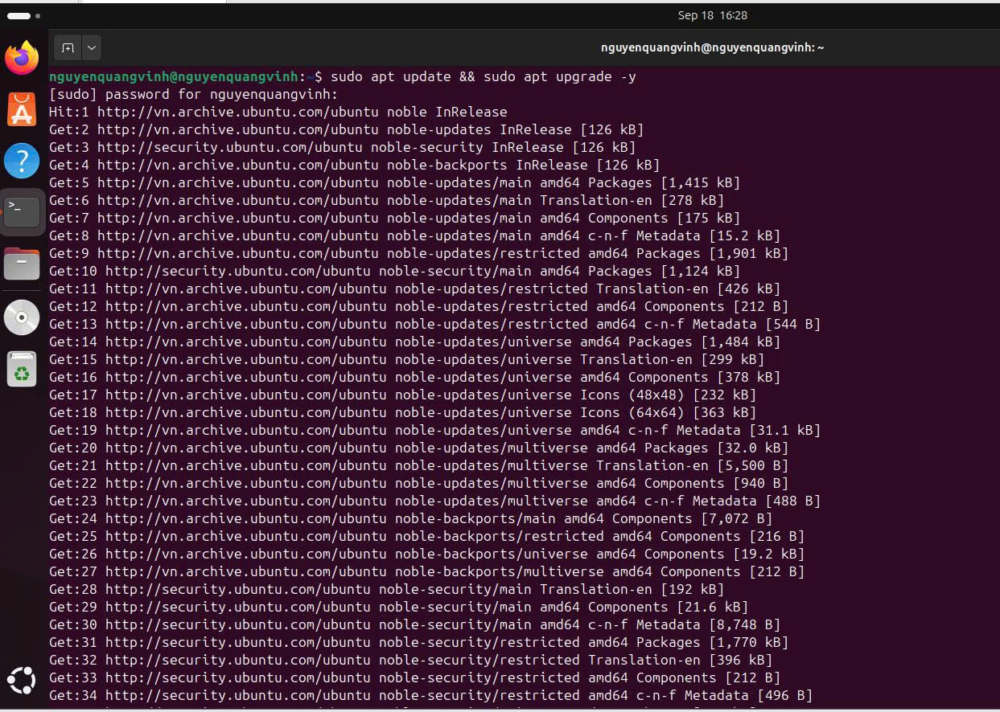 Sep 18 16:28
nguyenquangvinh@nguyenquangvinh: ~
nguyenquangvinh@nguyenquangvinh:~$ sudo apt update && sudo apt upgrade -y
[sudo] password for nguyenquangvinh:
Hit:1 http://vn.archive.ubuntu.com/ubuntu noble InRelease
Get:2 http://vn.archive.ubuntu.com/ubuntu noble-updates InRelease [126 kB]
Get:3 http://security.ubuntu.com/ubuntu noble-security InRelease [126 kB]
Get:4 http://vn.archive.ubuntu.com/ubuntu noble-backports InRelease [126 kB]
Get:5 http://vn.archive.ubuntu.com/ubuntu noble-updates/main amd64 Packages [1,415 kB]
Get:6 http://vn.archive.ubuntu.com/ubuntu noble-updates/main Translation-en [278 kB]
Get:7 http://vn.archive.ubuntu.com/ubuntu noble-updates/main amd64 Components [175 kB]
Get:8 http://vn.archive.ubuntu.com/ubuntu noble-updates/main amd64 c-n-f Metadata [15.2 kB]
Get:9 http://vn.archive.ubuntu.com/ubuntu noble-updates/restricted amd64 Packages [1,901 kB]
Get:10 http://security.ubuntu.com/ubuntu noble-security/main amd64 Packages [1,124 kB]
Get:11 http://vn.archive.ubuntu.com/ubuntu noble-updates/restricted Translation-en [426 kB]
Get:12 http://vn.archive.ubuntu.com/ubuntu noble-updates/restricted amd64 Components [212 B]
Get:13 http://vn.archive.ubuntu.com/ubuntu noble-updates/restricted amd64 c-n-f Metadata [544 B]
Get:14 http://vn.archive.ubuntu.com/ubuntu noble-updates/universe amd64 Packages [1,484 kB]
Get:15 http://vn.archive.ubuntu.com/ubuntu noble-updates/universe Translation-en [299 kB]
Get:16 http://vn.archive.ubuntu.com/ubuntu noble-updates/universe amd64 Components [378 kB]
Get:17 http://vn.archive.ubuntu.com/ubuntu noble-updates/universe Icons (48x48) [232 kB]
Get:18 http://vn.archive.ubuntu.com/ubuntu noble-updates/universe Icons (64x64) [363 kB]
Get:19 http://vn.archive.ubuntu.com/ubuntu noble-updates/universe amd64 c-n-f Metadata [31.1 kB]
Get:20 http://vn.archive.ubuntu.com/ubuntu noble-updates/multiverse amd64 Packages [32.0 kB]
Get:21 http://vn.archive.ubuntu.com/ubuntu noble-updates/multiverse Translation-en [5,500 B]
Get:22 http://vn.archive.ubuntu.com/ubuntu noble-updates/multiverse amd64 Components [940 B]
Get:23 http://vn.archive.ubuntu.com/ubuntu noble-updates/multiverse amd64 c-n-f Metadata [488 B]
Get:24 http://vn.archive.ubuntu.com/ubuntu noble-backports/main amd64 Components [7,072 B]
Get:25 http://vn.archive.ubuntu.com/ubuntu noble-backports/restricted amd64 Components [216 B]
Get:26 http://vn.archive.ubuntu.com/ubuntu noble-backports/universe amd64 Components [19.2 kB]
Get:27 http://vn.archive.ubuntu.com/ubuntu noble-backports/multiverse amd64 Components [212 B]
Get:28 http://security.ubuntu.com/ubuntu noble-security/main Translation-en [192 kB]
Get:29 http://security.ubuntu.com/ubuntu noble-security/main amd64 Components [21.6 kB]
Get:30 http://security.ubuntu.com/ubuntu noble-security/main amd64 c-n-f Metadata [8,748 B]
Get:31 http://security.ubuntu.com/ubuntu noble-security/restricted amd64 Packages [1,770 kB]
Get:32 http://security.ubuntu.com/ubuntu noble-security/restricted Translation-en [396 kB]
Get:33 http://security.ubuntu.com/ubuntu noble-security/restricted amd64 Components [212 B]
Get:34 http://security.ubuntu.com/ubuntu noble-security/restricted amd64 c-n-f Metadata [496 B]